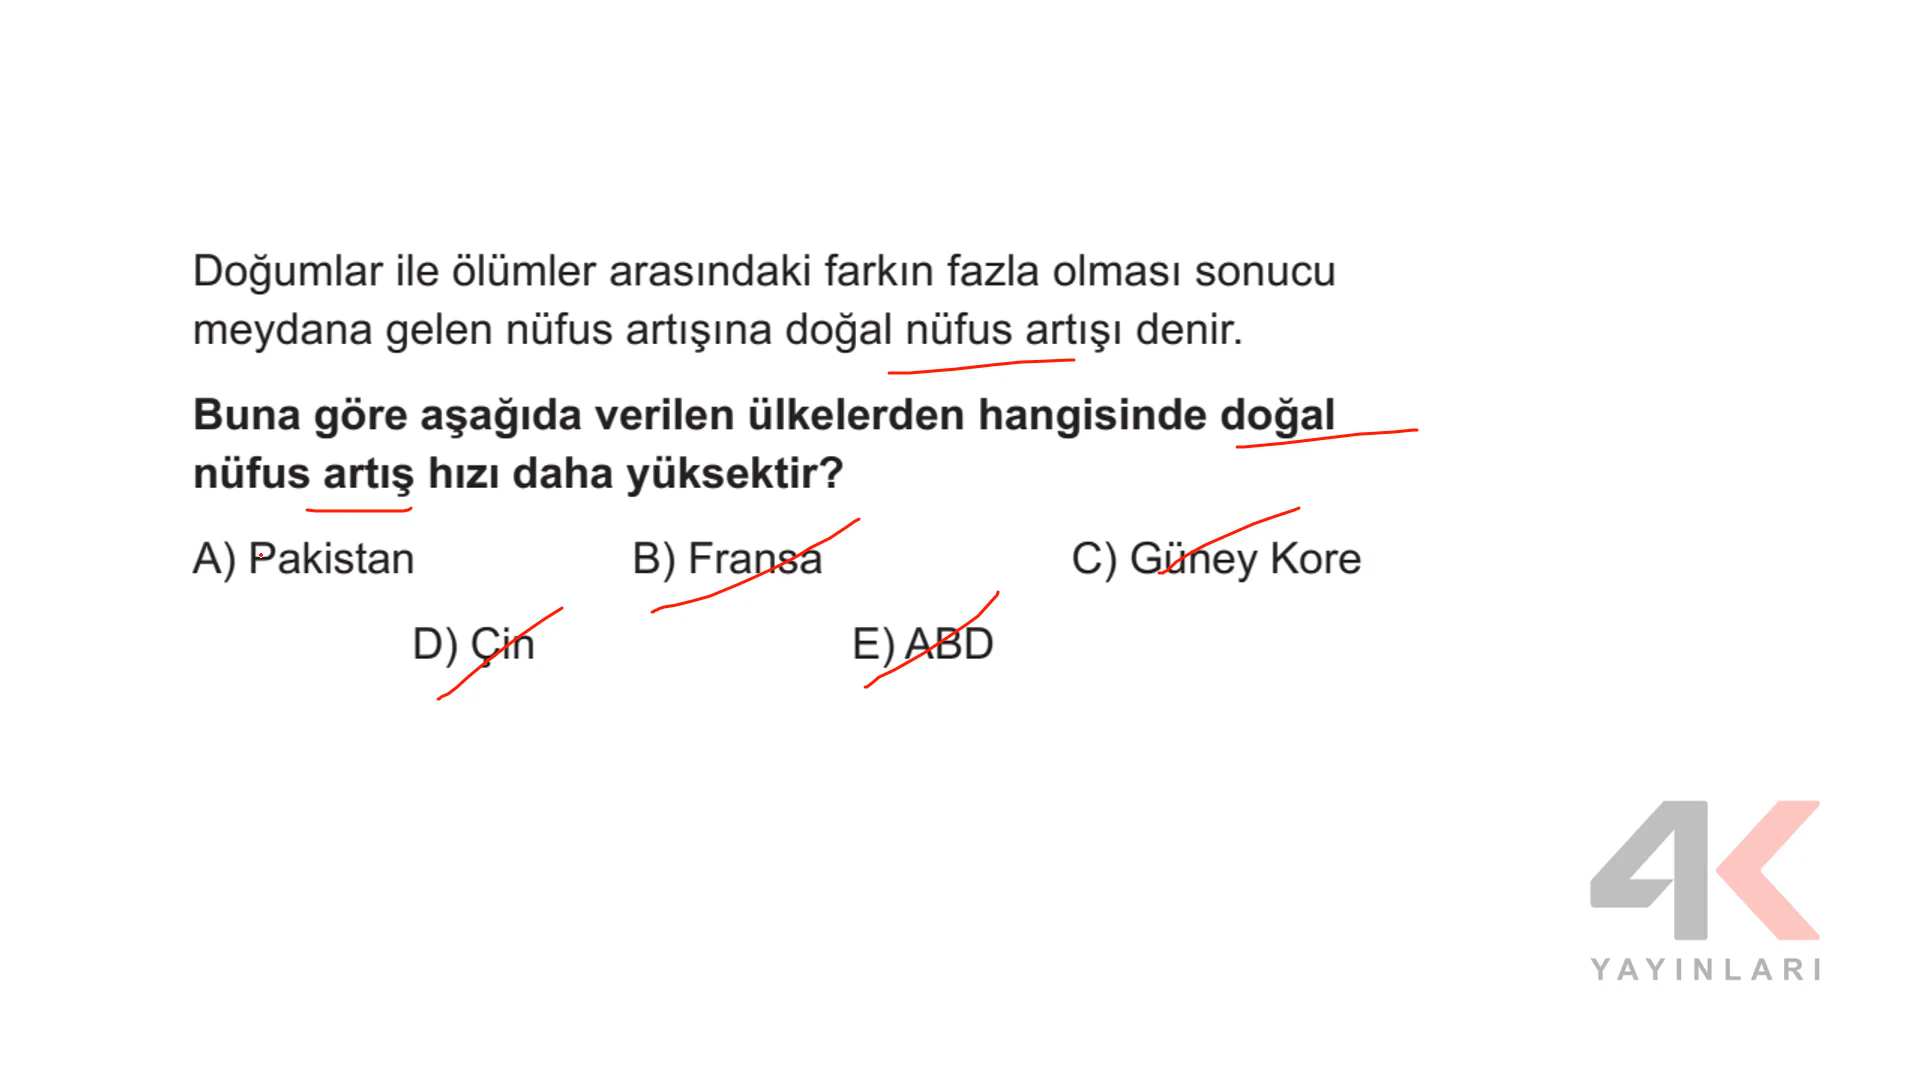 Doğumlar ile ölümler arasındaki farkın fazla olması sonucu
meydana gelen nüfus artışına doğal nüfus artışı denir.
Buna göre aşağıda verilen ülkelerden hangisinde doğal
nüfus artış hızı daha yüksektir?
A) Pakistan B) Fransa C) Güney Kore
D) Çin E) ABD
4K
YAYINLARI